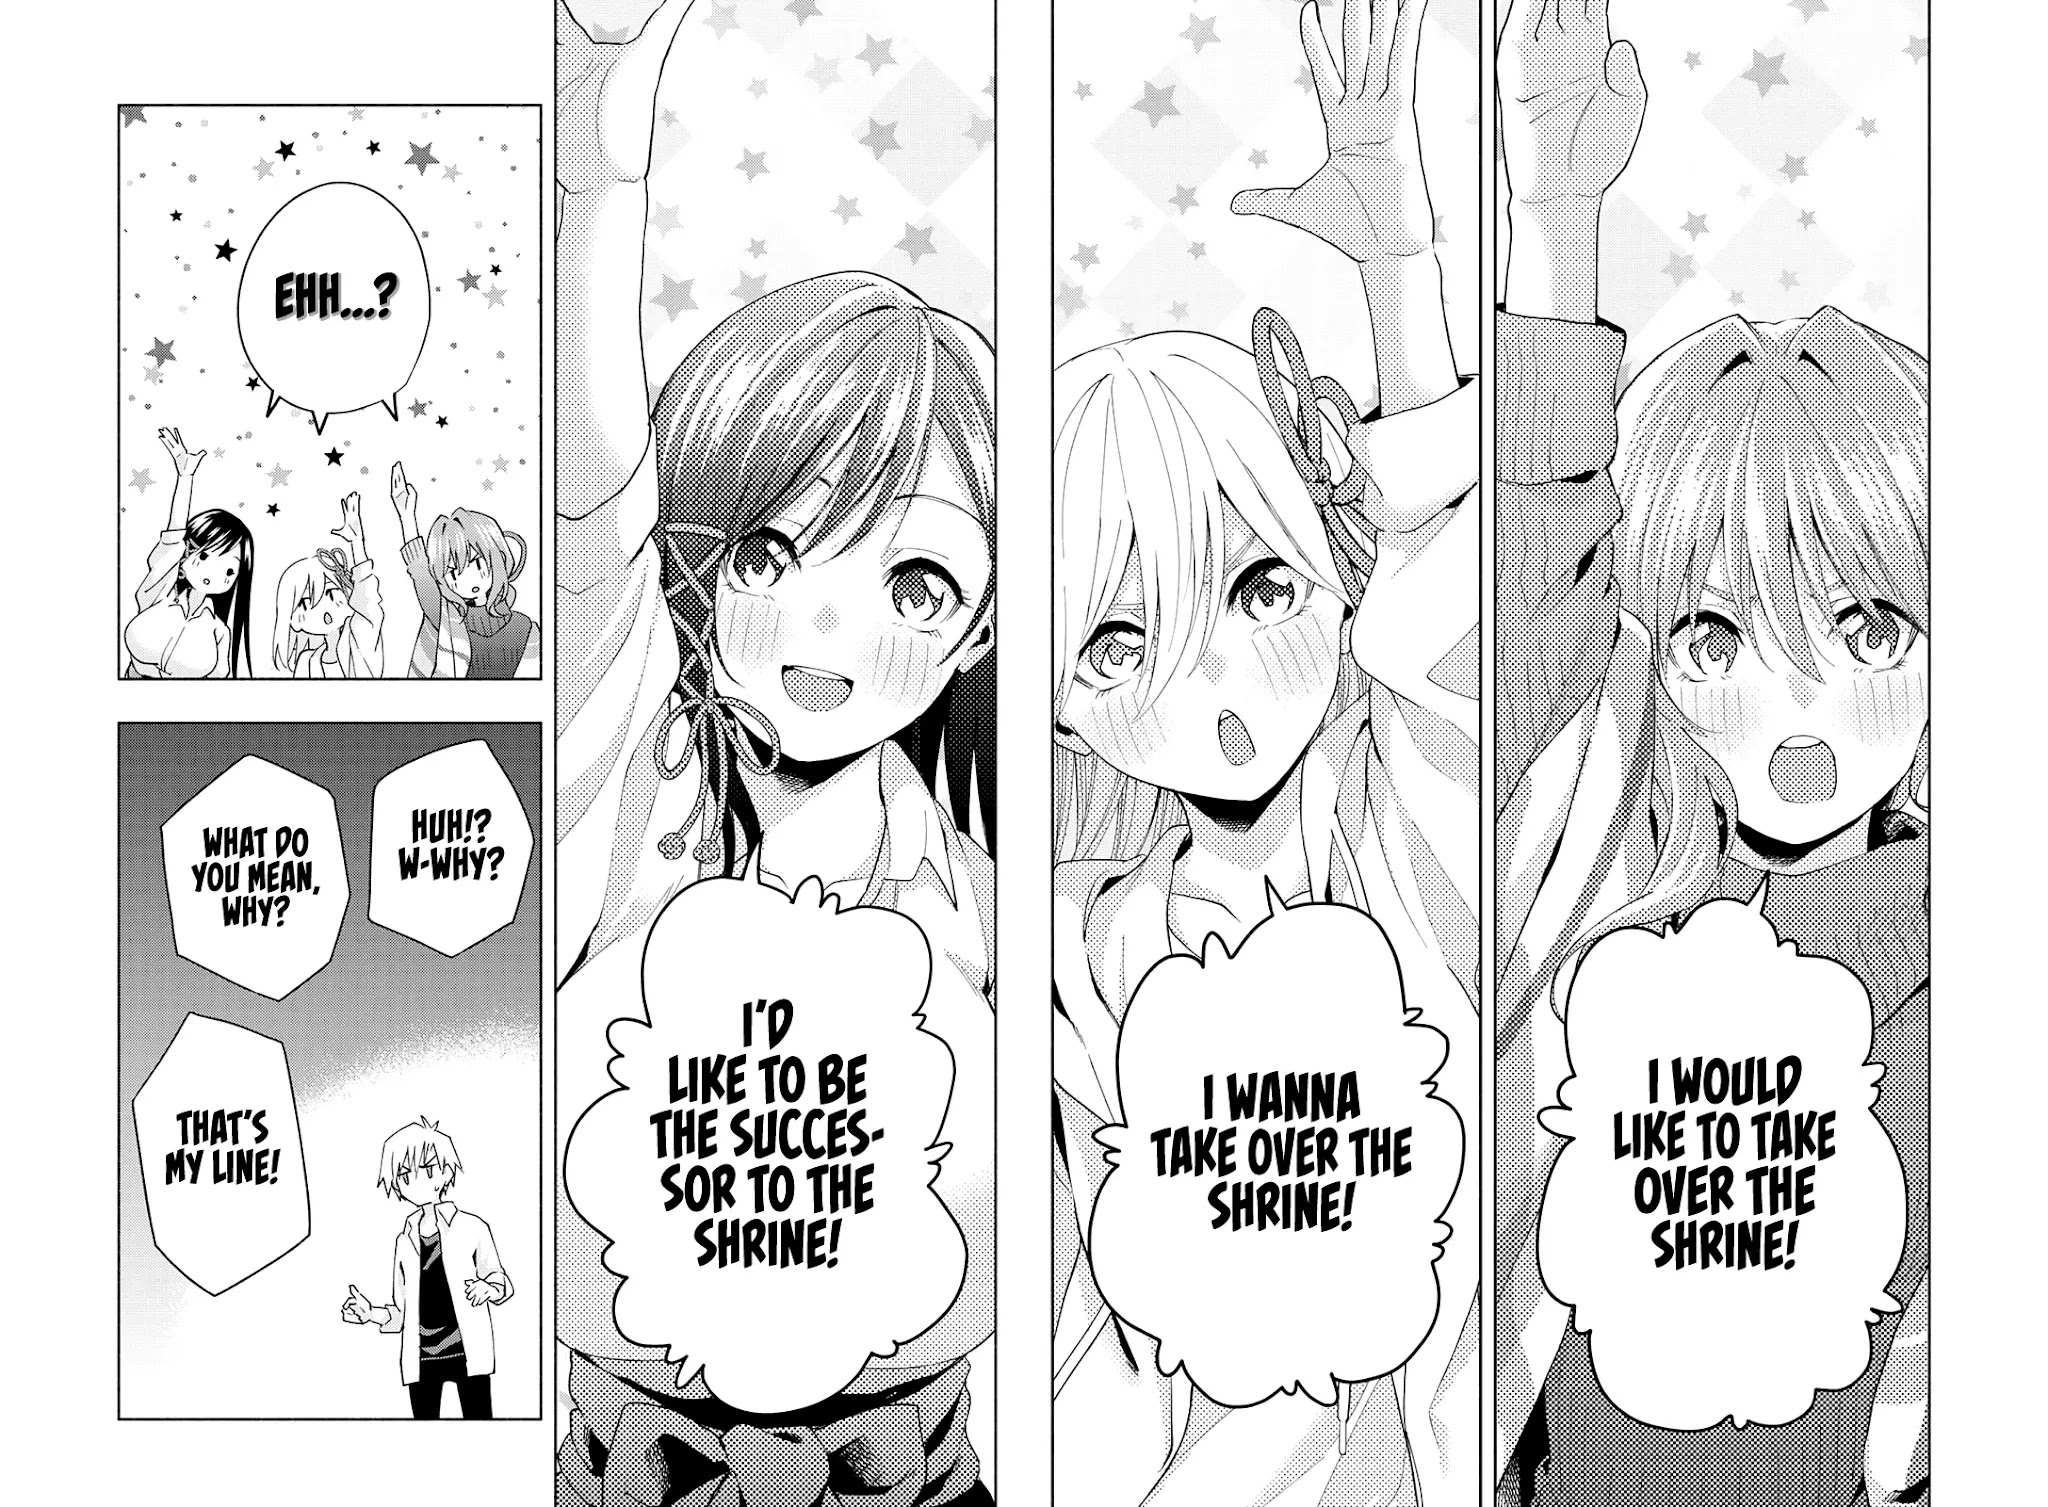 I WOULD
LIKE TO TAKE
OVER THE
SHRINE!
I WANNA
TAKE OVER THE
SHRINE!
I'D
LIKE TO BE
THE SUCCES-
SOR TO THE
SHRINE!
EHH...?
HUH!?
W-WHY?
WHAT DO
YOU MEAN,
WHY?
THAT'S
MY LINE!